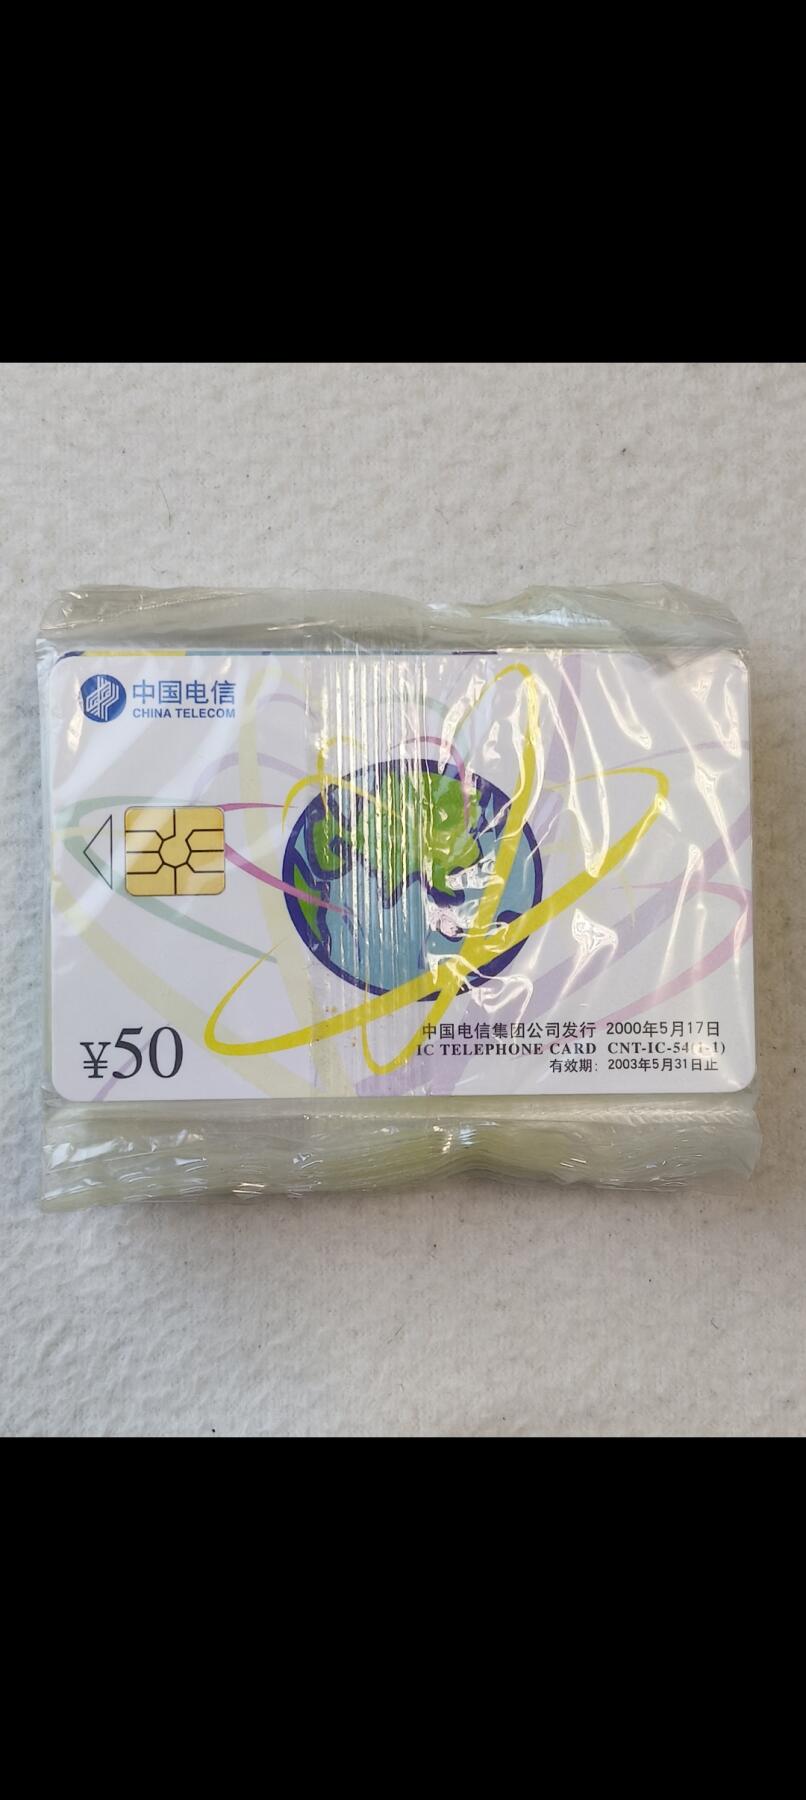 中国电信
CHINA TELECOM
¥50
中国电信集团公司发行 2000年5月17日
IC TELEPHONE CARD CNT-IC-54(1-1)
有效期：2003年5月31日止